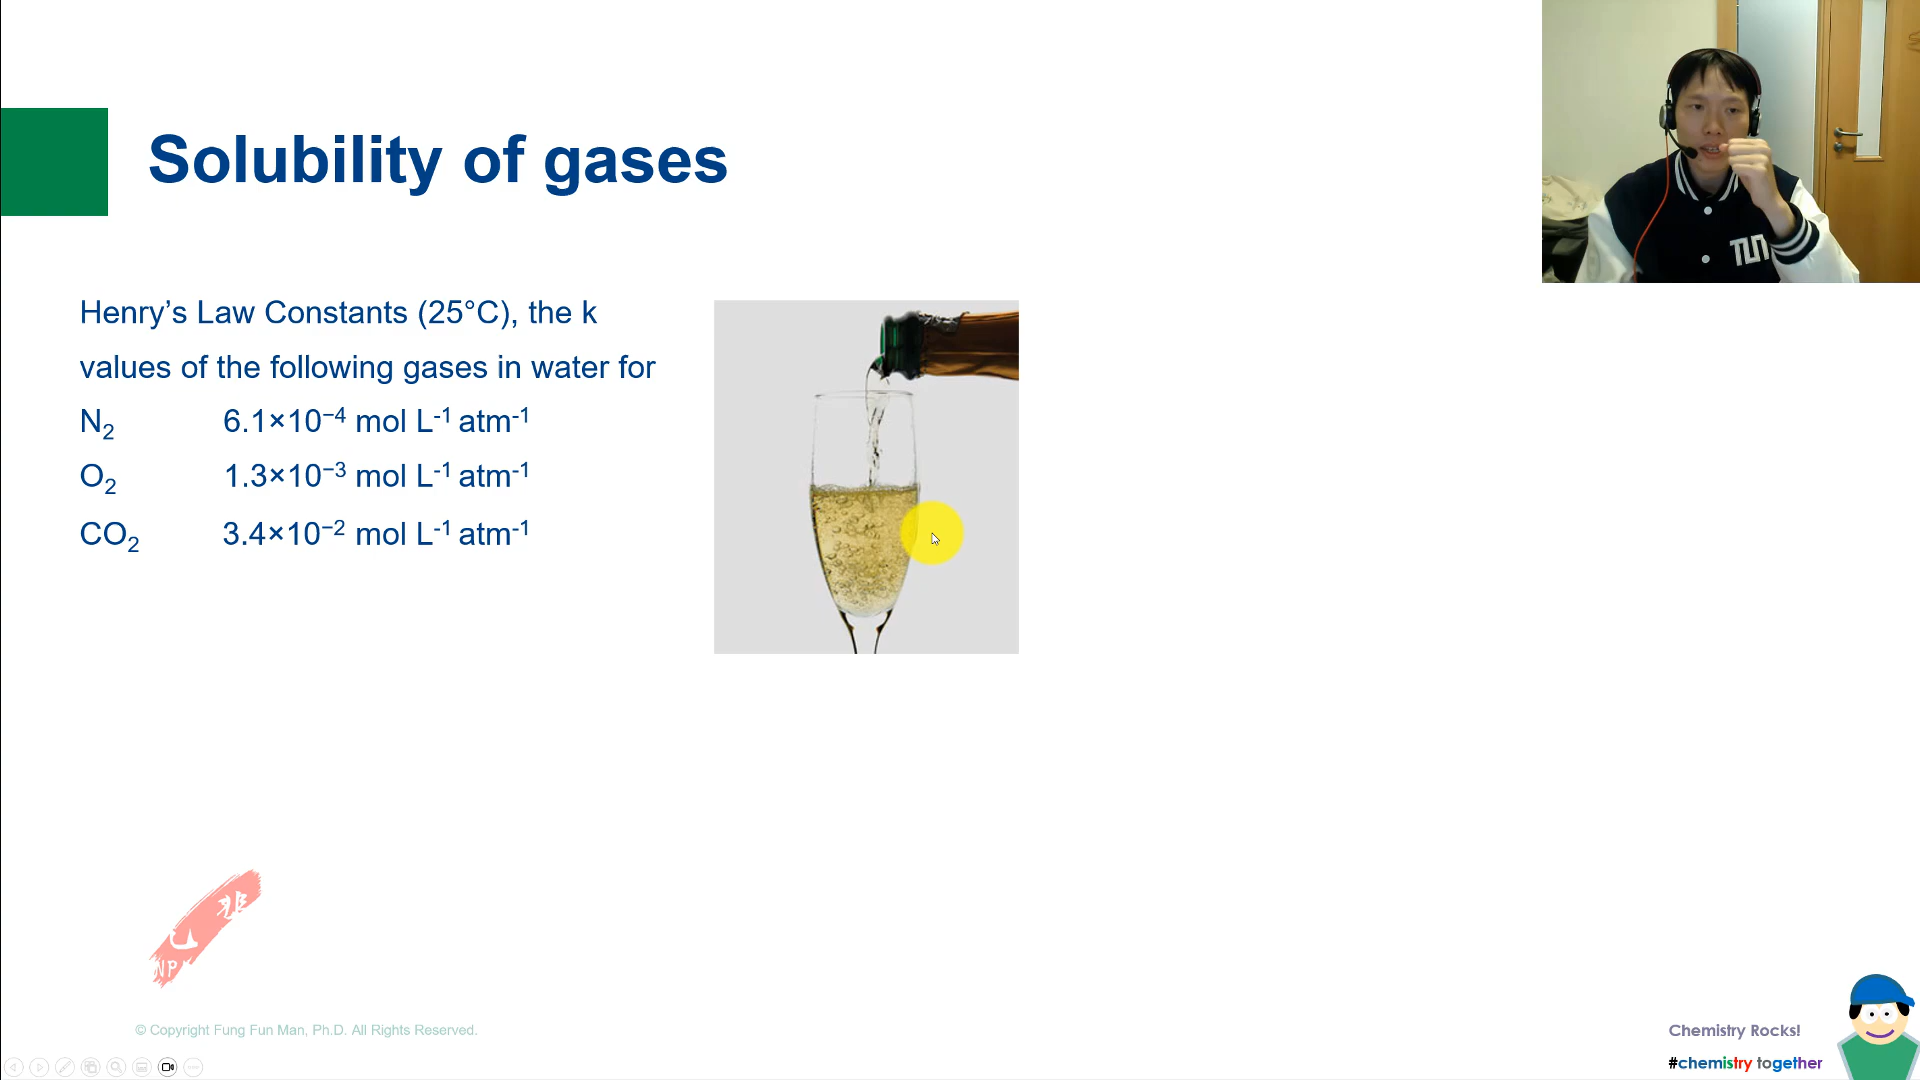 Solubility of gases
Henry’s Law Constants (25°C), the k
values of the following gases in water for
N₂ 6.1×10⁻⁴ mol L⁻¹ atm⁻¹
O₂ 1.3×10⁻³ mol L⁻¹ atm⁻¹
CO₂ 3.4×10⁻² mol L⁻¹ atm⁻¹
© Copyright Fung Fun Man, Ph.D. All Rights Reserved.
Chemistry Rocks!
#chemistry together